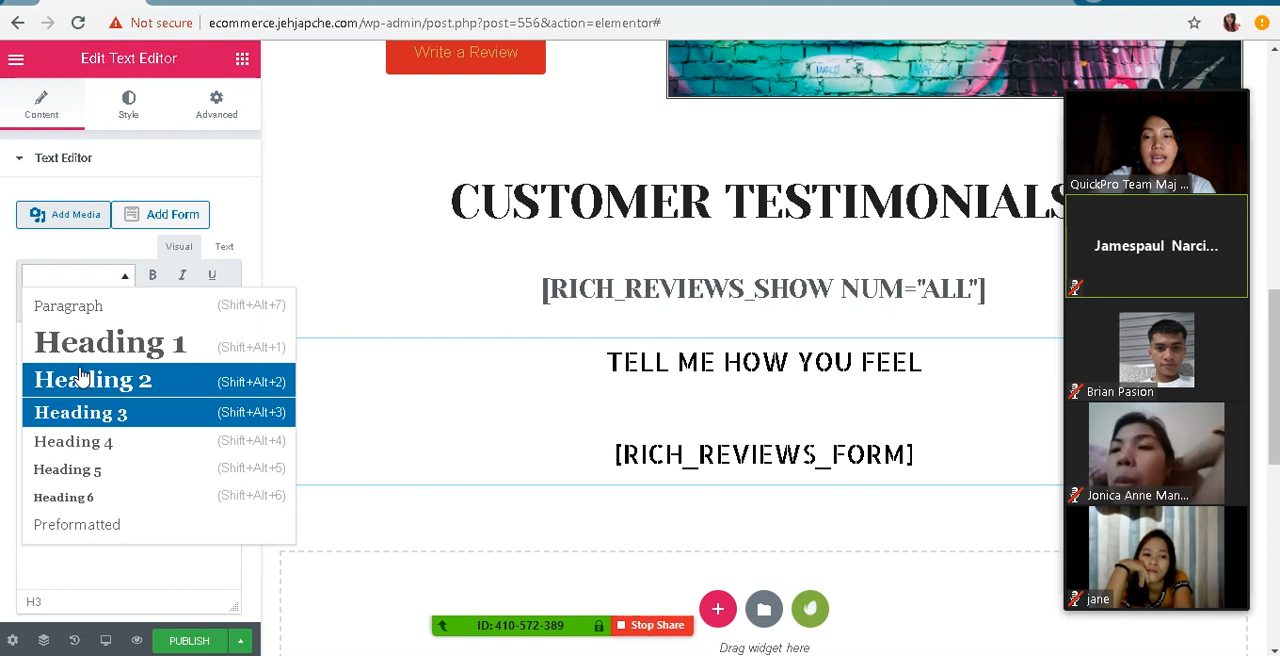 Not secure
ecommerce.jehjapche.com/wp-admin/post.php?post=556&action=elementor#
Edit Text Editor
Content
Style
Advanced
Text Editor
Add Media
Add Form
Visual
Text
B I U
Paragraph (Shift+Alt+7)
Heading 1 (Shift+Alt+1)
Heading 2 (Shift+Alt+2)
Heading 3 (Shift+Alt+3)
Heading 4 (Shift+Alt+4)
Heading 5 (Shift+Alt+5)
Heading 6 (Shift+Alt+6)
Preformatted
H3
PUBLISH
Write a Review
CUSTOMER TESTIMONIALS
[RICH_REVIEWS_SHOW NUM="ALL"]
TELL ME HOW YOU FEEL
[RICH_REVIEWS_FORM]
ID: 410-572-389
Stop Share
Drag widget here
QuickPro Team Maj ...
Jamespaul Narci...
Brian Pasion
Jonica Anne Man...
jane